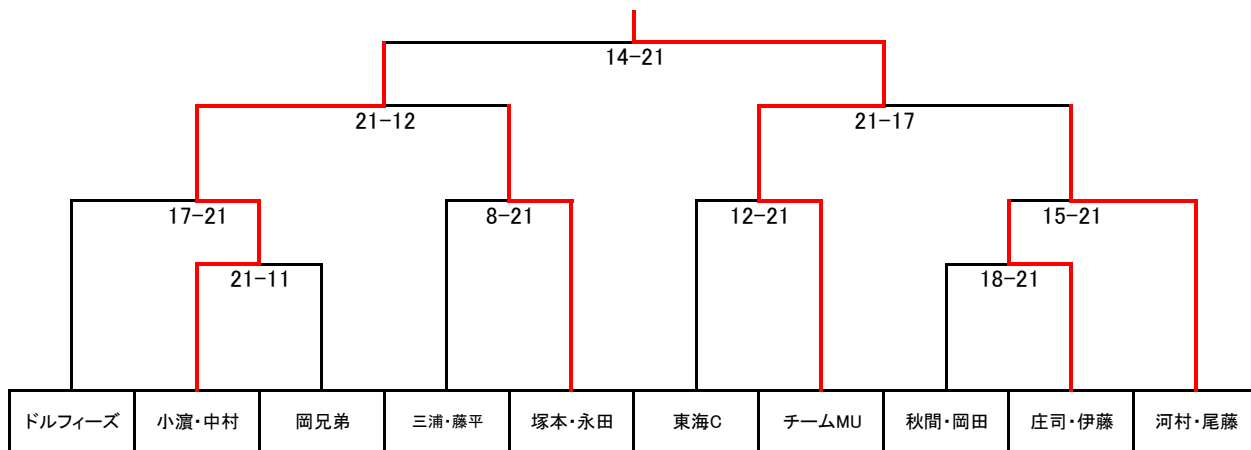 14-21
21-12
21-17
17-21
8-21
12-21
15-21
21-11
18-21
ドルフィーズ
小濵・中村
岡兄弟
三浦・藤平
塚本・永田
東海C
チームMU
秋間・岡田
庄司・伊藤
河村・尾藤